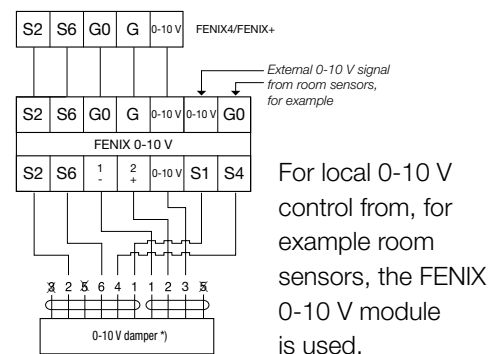 S2 S6 G0 G 0-10 V FENIX4/FENIX+
External 0-10 V signal
from room sensors,
for example
S2 S6 G0 G 0-10 V 0-10 V G0
FENIX 0-10 V
S2 S6 1 - 2 + 0-10 V S1 S4
For local 0-10 V
control from, for
example room
sensors, the FENIX
0-10 V module
is used.
3 2 5 6 4 1 1 2 3 5
0-10 V damper *)